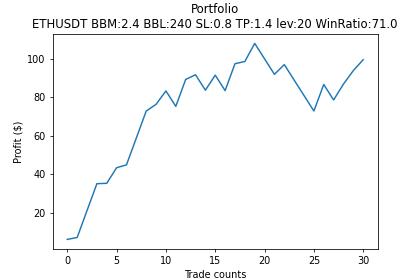 Portfolio
ETHUSDT BBM:2.4 BBL:240 SL:0.8 TP:1.4 lev:20 WinRatio:71.0
100
80
60
40
20
Profit ($)
0 5 10 15 20 25 30
Trade counts